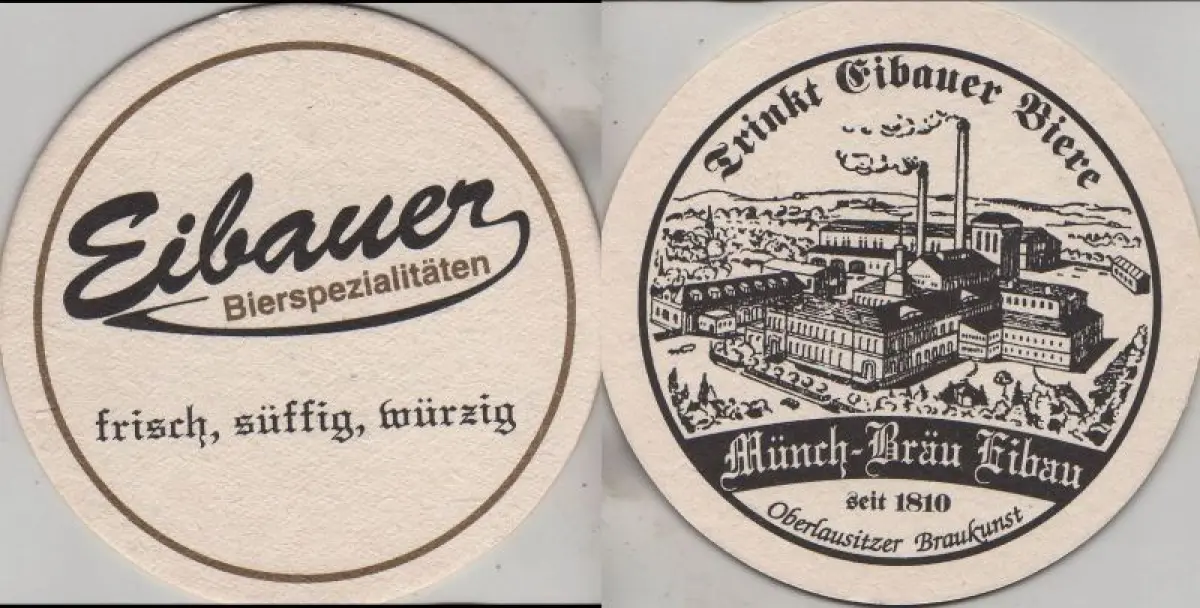 Eibauer
Bierspezialitäten
frisch, süffig, würzig
Trinkt Eibauer Biere
Münch-Bräu Eibau
seit 1810
Oberlausitzer Braukunst